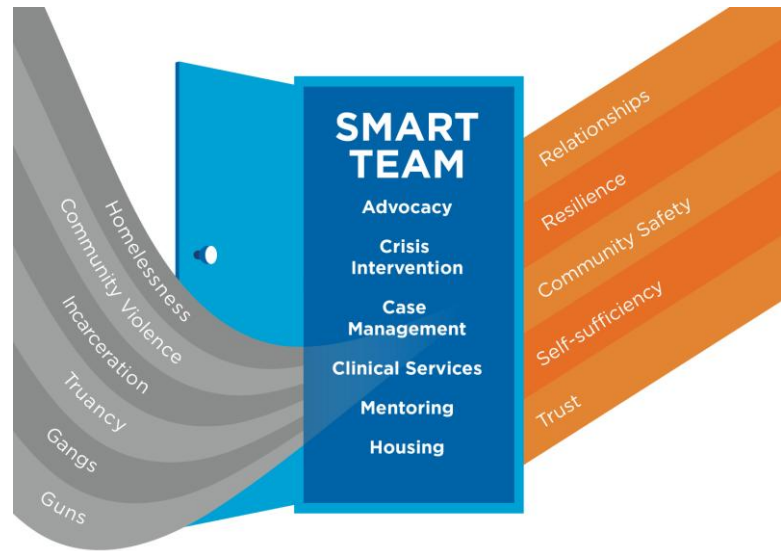 Homelessness
Community Violence
Incarceration
Truancy
Gangs
Guns
SMART
TEAM
Advocacy
Crisis
Intervention
Case
Management
Clinical Services
Mentoring
Housing
Relationships
Resilience
Community Safety
Self-sufficiency
Trust